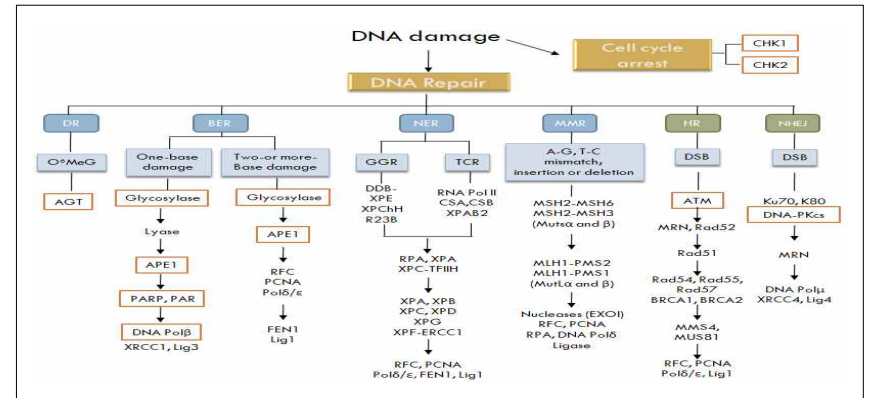 DNA damage
Cell cycle
arrest
CHK1
CHK2
DNA Repair
DR
BER
NER
MMR
HR
NHEJ
O⁶MeG
AGT
One-base
damage
Glycosylase
Lyase
APE1
PARP, PAR
DNA Polβ
XRCC1, Lig3
Two-or more-
Base damage
Glycosylase
APE1
RFC
PCNA
Polδ/ε
FEN1
Lig1
GGR
DDB-
XPE
XPChH
R23B
TCR
RNA Pol II
CSA,CSB
XPAB2
RPA, XPA
XPC-TFIIH
XPA, XPB
XPC, XPD
XPG
XPF-ERCC1
RFC, PCNA
Polδ/ε, FEN1, Lig1
A-G, T-C
mismatch,
insertion or deletion
MSH2-MSH6
MSH2-MSH3
(Mutsα and β)
MLH1-PMS2
MLH1-PMS1
(MutLα and β)
Nucleases (EXOI)
RFC, PCNA
RPA, DNA Polδ
Ligase
DSB
ATM
MRN, Rad52
Rad51
Rad54, Rad55,
Rad57
BRCA1, BRCA2
MMS4,
MUS81
RFC, PCNA
Polδ/ε, Lig1
DSB
Ku70, K80
DNA-PKcs
MRN
DNA Polμ
XRCC4, Lig4